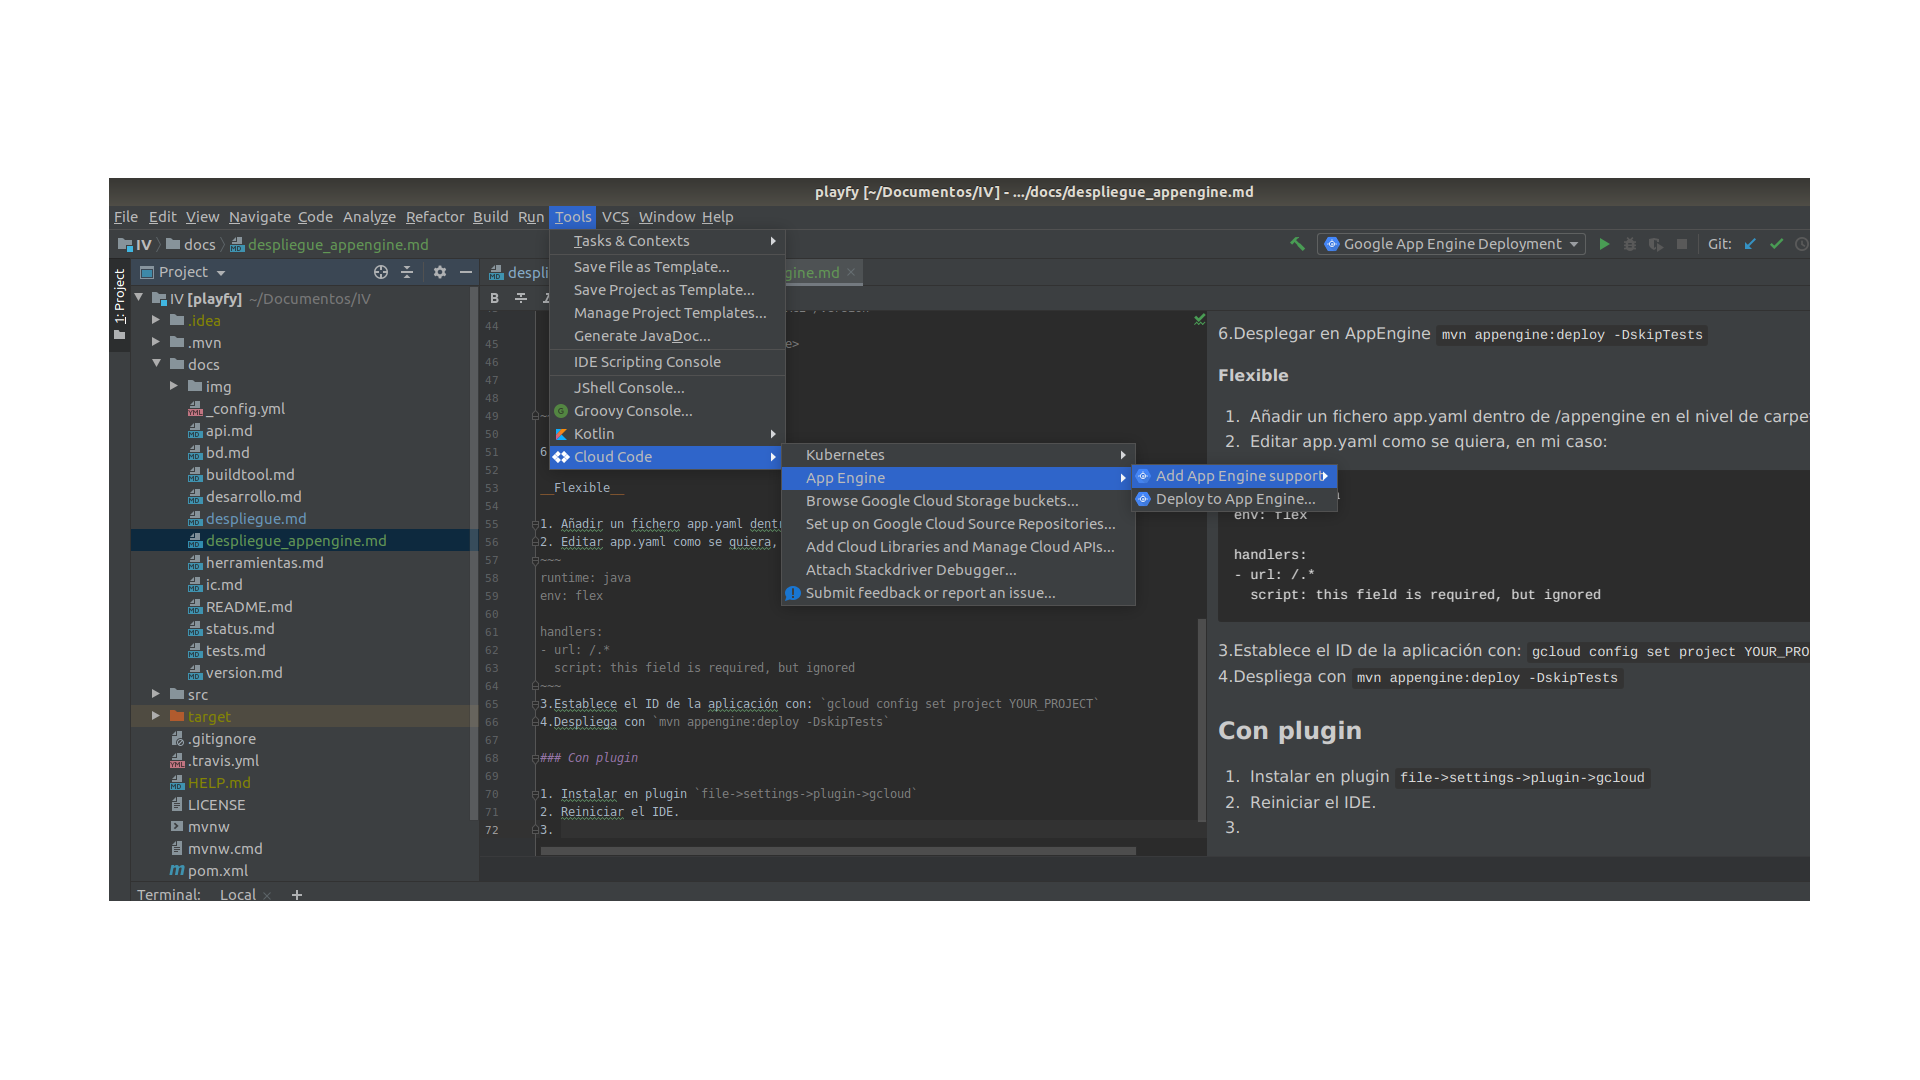 playfy [~/Documentos/IV] - .../docs/despliegue_appengine.md
File Edit View Navigate Code Analyze Refactor Build Run Tools VCS Window Help
IV docs despliegue_appengine.md
Google App Engine Deployment
Git:
1: Project
Project
IV [playfy] ~/Documentos/IV
.idea
.mvn
docs
img
_config.yml
api.md
bd.md
buildtool.md
desarrollo.md
despliegue.md
despliegue_appengine.md
herramientas.md
ic.md
README.md
status.md
tests.md
version.md
src
target
.gitignore
.travis.yml
HELP.md
LICENSE
mvnw
mvnw.cmd
pom.xml
Terminal: Local +
Tasks & Contexts
Save File as Template...
Save Project as Template...
Manage Project Templates...
Generate JavaDoc...
IDE Scripting Console
JShell Console...
Groovy Console...
Kotlin
Cloud Code
Kubernetes
App Engine
Browse Google Cloud Storage buckets...
Set up on Google Cloud Source Repositories...
Add Cloud Libraries and Manage Cloud APIs...
Attach Stackdriver Debugger...
Submit feedback or report an issue...
Add App Engine support
Deploy to App Engine...
despli
gine.md
B
44
45 e>
46
47
48
49 ~
50
51 6
52
53 __Flexible__
54
55 1. Añadir un fichero app.yaml dentr
56 2. Editar app.yaml como se quiera,
57 ~~~
58 runtime: java
59 env: flex
60
61 handlers:
62 - url: /.*
63 script: this field is required, but ignored
64 ~~~
65 3.Establece el ID de la aplicación con: `gcloud config set project YOUR_PROJECT`
66 4.Despliega con `mvn appengine:deploy -DskipTests`
67
68 ### Con plugin
69
70 1. Instalar en plugin `file->settings->plugin->gcloud`
71 2. Reiniciar el IDE.
72 3.
6.Desplegar en AppEngine mvn appengine:deploy -DskipTests
Flexible
1. Añadir un fichero app.yaml dentro de /appengine en el nivel de carpe
2. Editar app.yaml como se quiera, en mi caso:
env: flex
handlers:
- url: /.*
script: this field is required, but ignored
3.Establece el ID de la aplicación con: gcloud config set project YOUR_PRO
4.Despliega con mvn appengine:deploy -DskipTests
Con plugin
1. Instalar en plugin file->settings->plugin->gcloud
2. Reiniciar el IDE.
3.